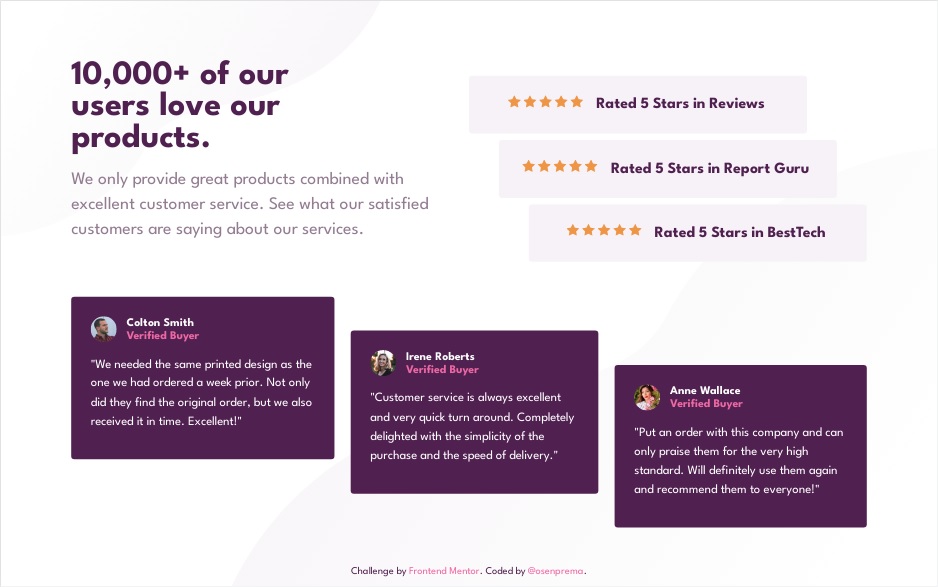 10,000+ of our
users love our
products.
We only provide great products combined with
excellent customer service. See what our satisfied
customers are saying about our services.
Rated 5 Stars in Reviews
Rated 5 Stars in Report Guru
Rated 5 Stars in BestTech
Colton Smith
Verified Buyer
"We needed the same printed design as the
one we had ordered a week prior. Not only
did they find the original order, but we also
received it in time. Excellent!"
Irene Roberts
Verified Buyer
"Customer service is always excellent
and very quick turn around. Completely
delighted with the simplicity of the
purchase and the speed of delivery."
Anne Wallace
Verified Buyer
"Put an order with this company and can
only praise them for the very high
standard. Will definitely use them again
and recommend them to everyone!"
Challenge by Frontend Mentor. Coded by @osenprema.